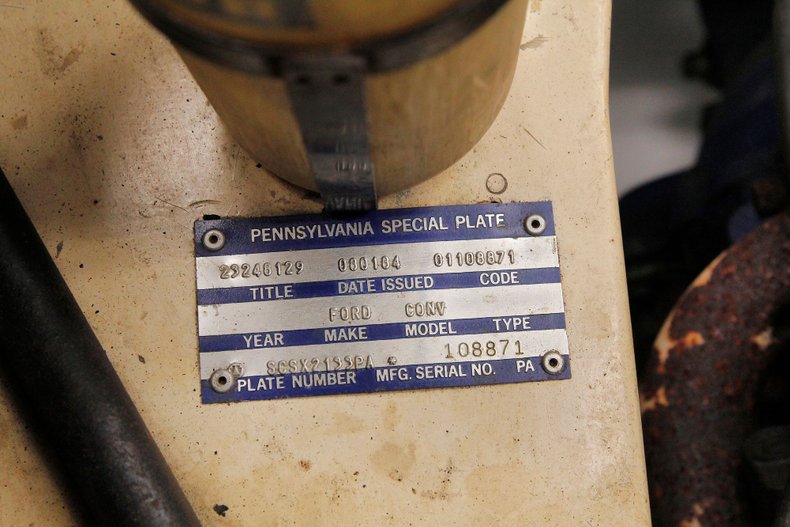 PENNSYLVANIA SPECIAL PLATE
23246129 080184 01108871
TITLE DATE ISSUED CODE
FORD CONV
YEAR MAKE MODEL TYPE
SCSX2133PA 108871
PLATE NUMBER MFG. SERIAL NO. PA